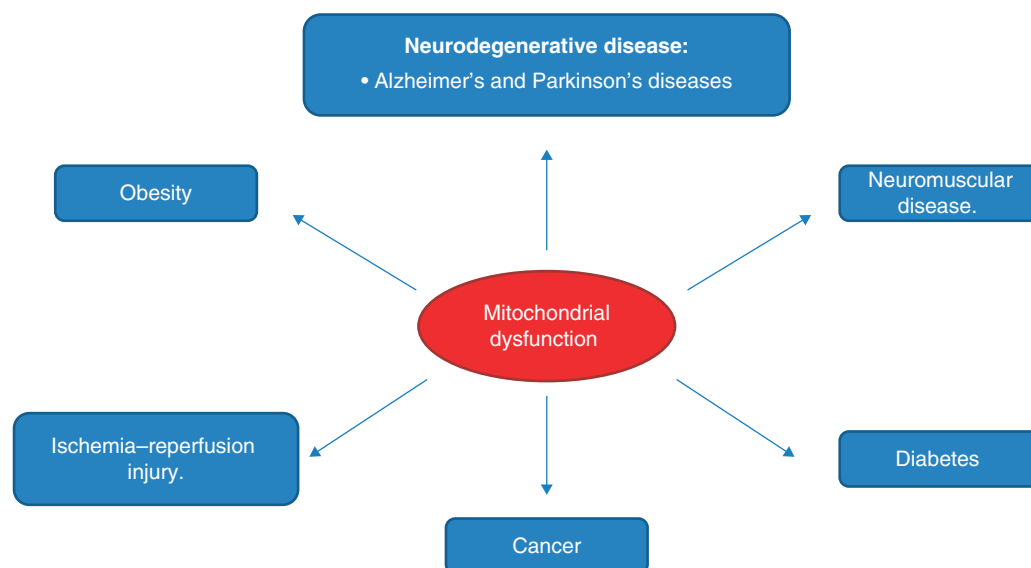 Neurodegenerative disease:
• Alzheimer’s and Parkinson’s diseases
Obesity
Neuromuscular
disease.
Mitochondrial
dysfunction
Ischemia–reperfusion
injury.
Diabetes
Cancer